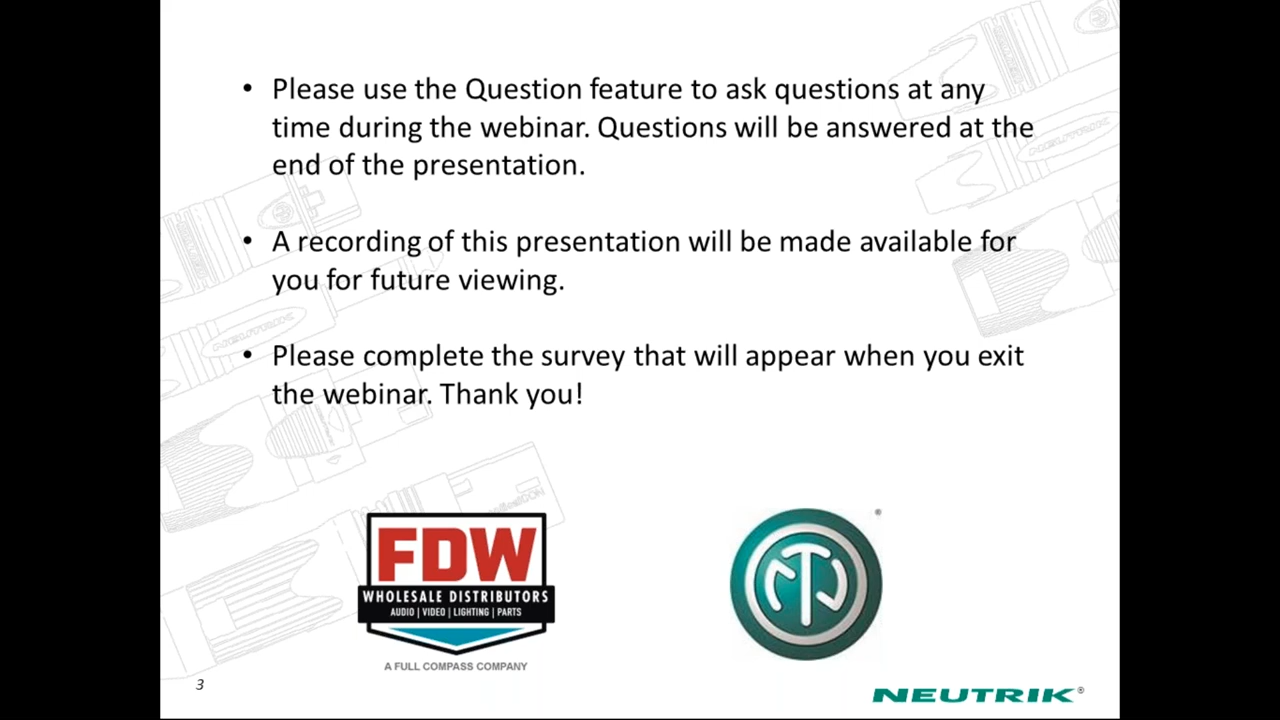 • Please use the Question feature to ask questions at any
time during the webinar. Questions will be answered at the
end of the presentation.
• A recording of this presentation will be made available for
you for future viewing.
• Please complete the survey that will appear when you exit
the webinar. Thank you!
FDW
WHOLESALE DISTRIBUTORS
AUDIO | VIDEO | LIGHTING | PARTS
A FULL COMPASS COMPANY
®
3
NEUTRIK®